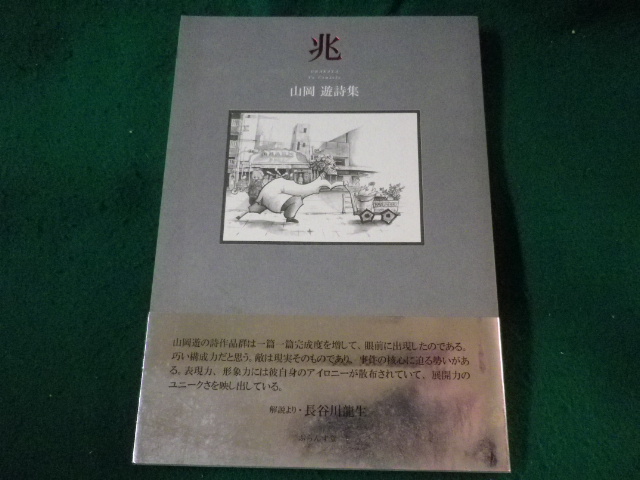 兆
山岡 遊詩集
山岡遊の詩作品群は一篇一篇完成度を増して、眼前に出現したのである。
巧い構成力だと思う。敵は現実そのものであり、事件の核心に迫る勢いがあ
る。表現力、形象力には彼自身のアイロニーが散布されていて、展開力の
ユニークさを映し出している。
解説より・長谷川龍生